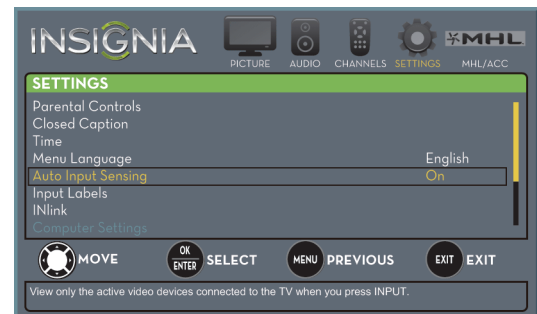 INSIGNIA
MHL
PICTURE AUDIO CHANNELS SETTINGS MHL/ACC
SETTINGS
Parental Controls
Closed Caption
Time
Menu Language English
Auto Input Sensing On
Input Labels
INlink
Computer Settings
MOVE OK ENTER SELECT MENU PREVIOUS EXIT EXIT
View only the active video devices connected to the TV when you press INPUT.